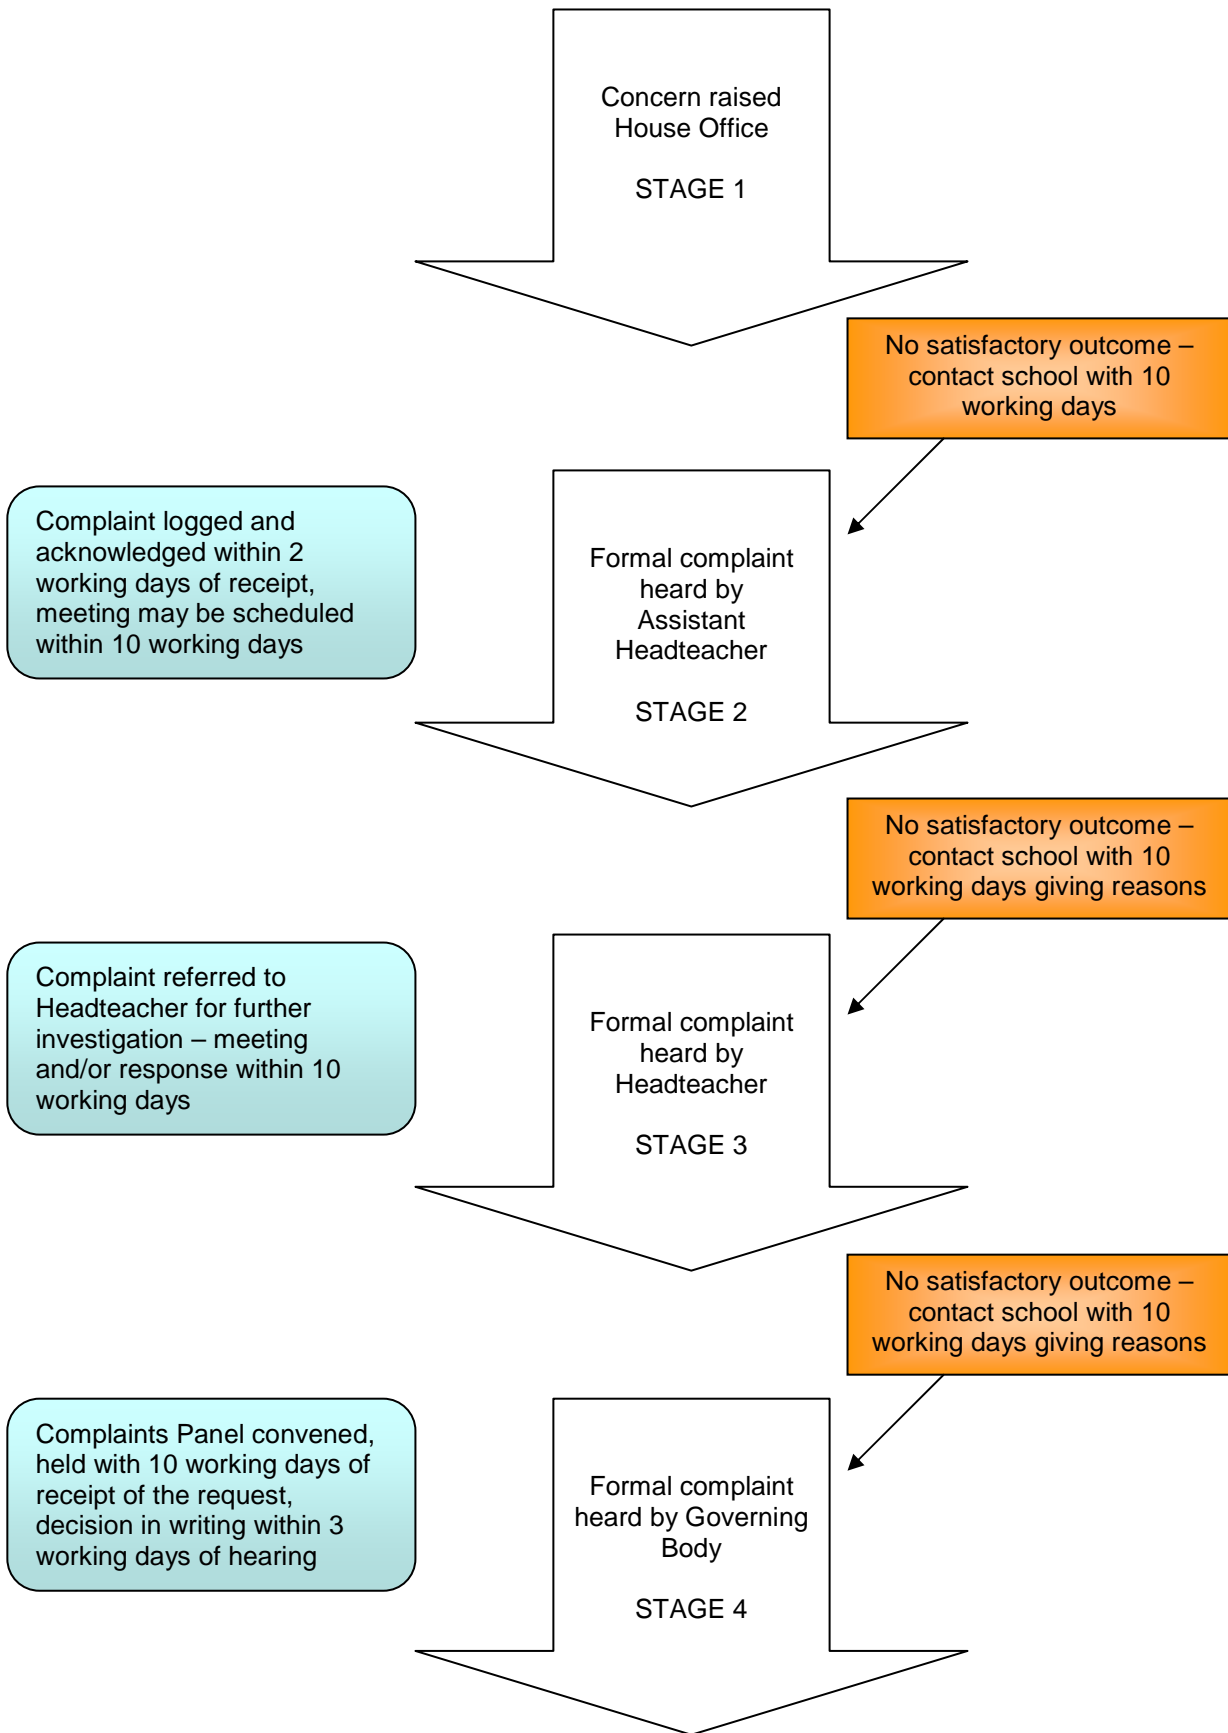 Concern raised
House Office
STAGE 1
No satisfactory outcome –
contact school with 10
working days
Complaint logged and
acknowledged within 2
working days of receipt,
meeting may be scheduled
within 10 working days
Formal complaint
heard by
Assistant
Headteacher
STAGE 2
No satisfactory outcome –
contact school with 10
working days giving reasons
Complaint referred to
Headteacher for further
investigation – meeting
and/or response within 10
working days
Formal complaint
heard by
Headteacher
STAGE 3
No satisfactory outcome –
contact school with 10
working days giving reasons
Complaints Panel convened,
held with 10 working days of
receipt of the request,
decision in writing within 3
working days of hearing
Formal complaint
heard by Governing
Body
STAGE 4